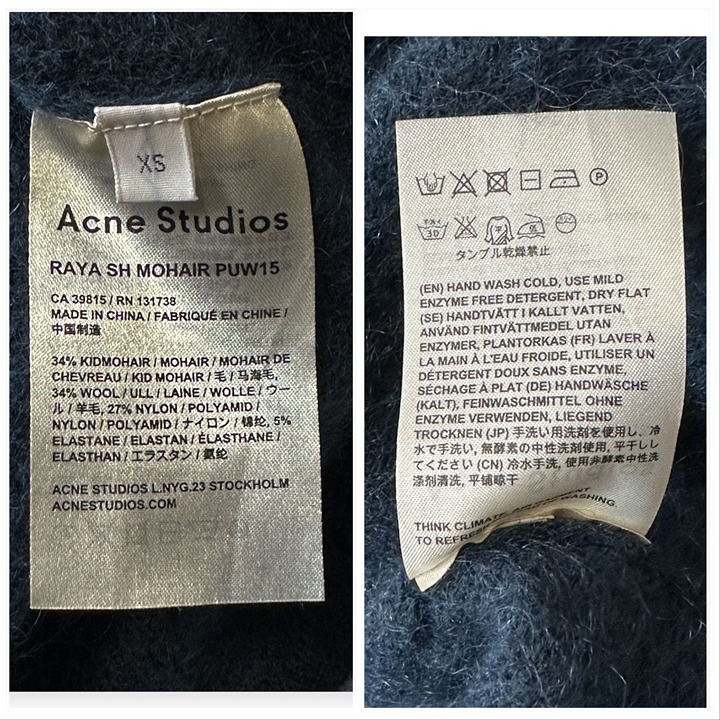 XS
Acne Studios
RAYA SH MOHAIR PUW15
CA 39815 / RN 131738
MADE IN CHINA / FABRIQUÉ EN CHINE /
中国制造
34% KIDMOHAIR / MOHAIR / MOHAIR DE
CHEVREAU / KID MOHAIR / 毛 / 马海毛,
34% WOOL / ULL / LAINE / WOLLE / ウー
ル / 羊毛, 27% NYLON / POLYAMID /
NYLON / POLYAMID / ナイロン / 锦纶, 5%
ELASTANE / ELASTAN / ÉLASTHANE /
ELASTHAN / エラスタン / 氨纶
ACNE STUDIOS L.NYG.23 STOCKHOLM
ACNESTUDIOS.COM
P
30
平
タンブル乾燥禁止
(EN) HAND WASH COLD, USE MILD
ENZYME FREE DETERGENT, DRY FLAT
(SE) HANDTVÄTT I KALLT VATTEN,
ANVÄND FINTVÄTTMEDEL UTAN
ENZYMER, PLANTORKAS (FR) LAVER À
LA MAIN À L'EAU FROIDE, UTILISER UN
DÉTERGENT DOUX SANS ENZYME,
SÉCHAGE À PLAT (DE) HANDWÄSCHE
(KALT), FEINWASCHMITTEL OHNE
ENZYME VERWENDEN, LIEGEND
TROCKNEN (JP) 手洗い用洗剤を使用し、冷
水で手洗い, 無酵素の中性洗剤使用, 平干しし
てください (CN) 冷水手洗, 使用非酵素中性洗
涤剂清洗, 平铺晾干
WASHING.
THINK CLIMATE
TO REFRE